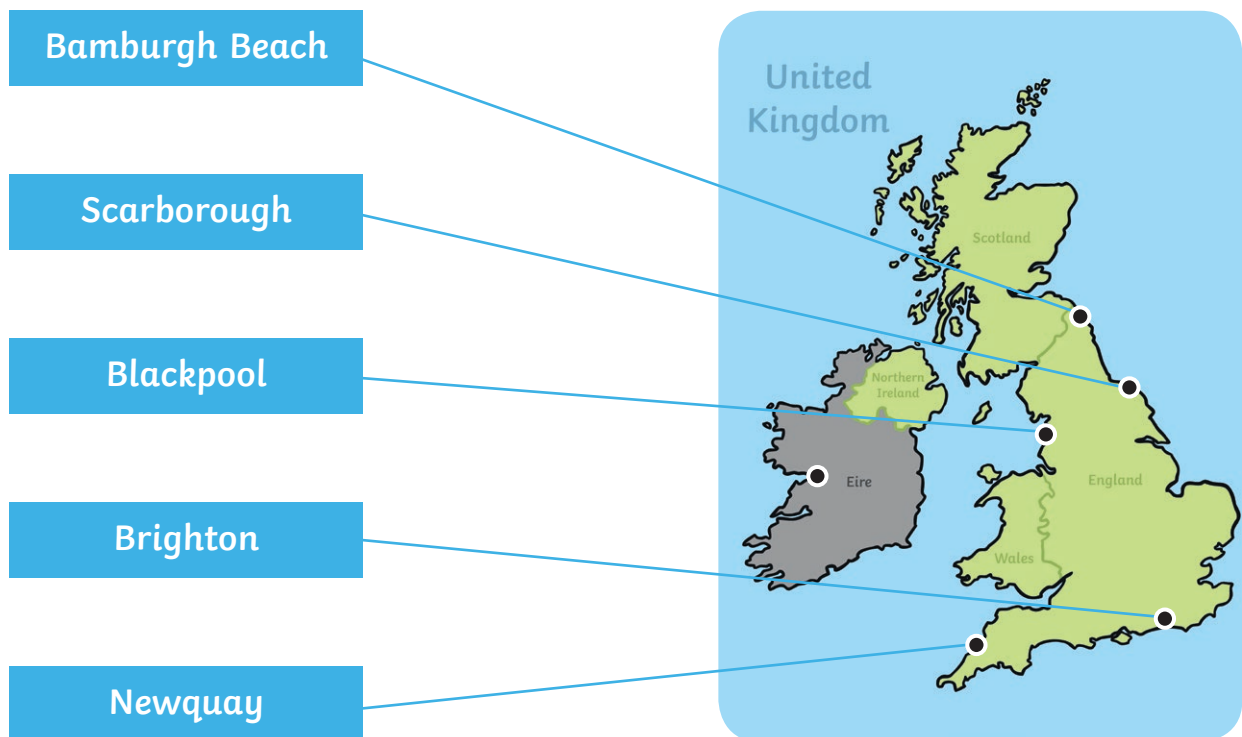 Bamburgh Beach
Scarborough
Blackpool
Brighton
Newquay
United
Kingdom
Scotland
Northern
Ireland
Eire
England
Wales